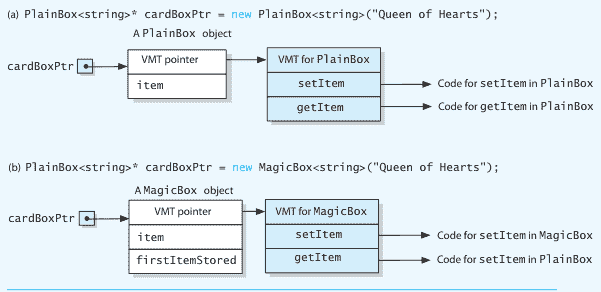 (a) PlainBox<string>* cardBoxPtr = new PlainBox<string>("Queen of Hearts");
A PlainBox object
cardBoxPtr
VMT pointer
item
VMT for PlainBox
setItem
getItem
Code for setItem in PlainBox
Code for getItem in PlainBox
(b) PlainBox<string>* cardBoxPtr = new MagicBox<string>("Queen of Hearts");
A MagicBox object
cardBoxPtr
VMT pointer
item
firstItemStored
VMT for MagicBox
setItem
getItem
Code for setItem in MagicBox
Code for setItem in PlainBox